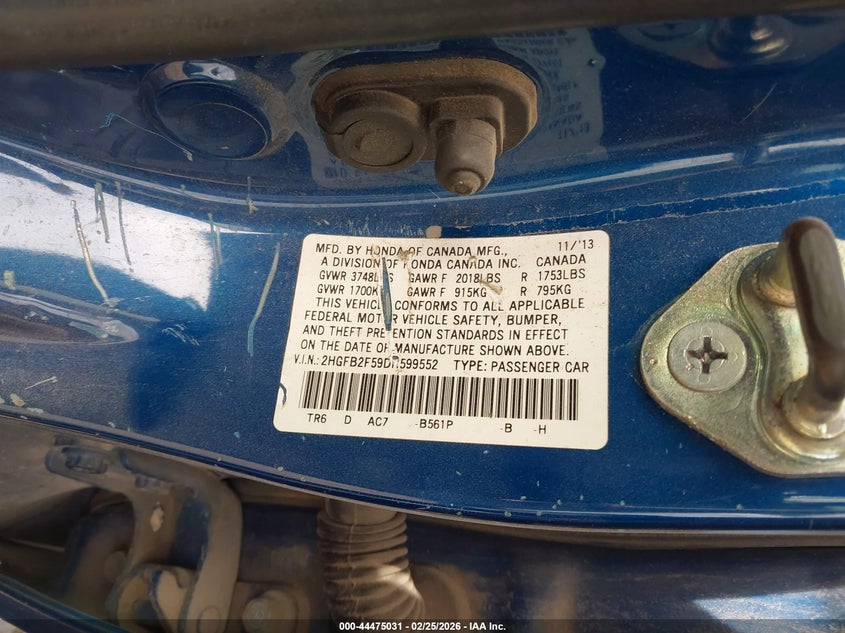 MFD. BY HONDA OF CANADA MFG., 11/'13
A DIVISION OF HONDA CANADA INC. CANADA
GVWR 3748LBS GAWR F 2018LBS R 1753LBS
GVWR 1700KG GAWR F 915KG R 795KG
THIS VEHICLE CONFORMS TO ALL APPLICABLE
FEDERAL MOTOR VEHICLE SAFETY, BUMPER,
AND THEFT PREVENTION STANDARDS IN EFFECT
ON THE DATE OF MANUFACTURE SHOWN ABOVE.
V.I.N.: TYPE: PASSENGER CAR
TR6 D AC7 -B561P -B -H
000-44475031 - 02/25/2026 - IAA Inc.